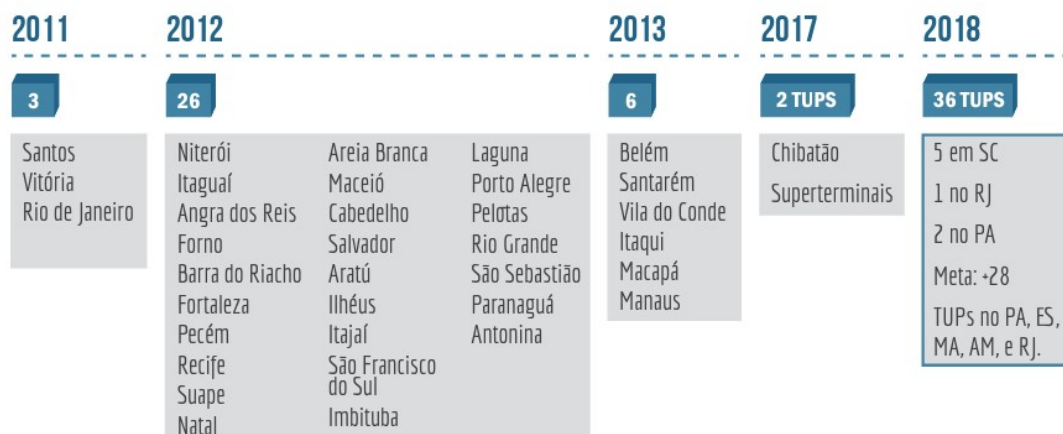 2011
3
Santos
Vitória
Rio de Janeiro
2012
26
Niterói
Itaguaí
Angra dos Reis
Forno
Barra do Riacho
Fortaleza
Pecém
Recife
Suape
Natal
Areia Branca
Maceió
Cabedelho
Salvador
Aratú
Ilhéus
Itajaí
São Francisco
do Sul
Imbituba
Laguna
Porto Alegre
Pelotas
Rio Grande
São Sebastião
Paranaguá
Antonina
2013
6
Belém
Santarém
Vila do Conde
Itaqui
Macapá
Manaus
2017
2 TUPS
Chibatão
Superterminais
2018
36 TUPS
5 em SC
1 no RJ
2 no PA
Meta: +28
TUPs no PA, ES,
MA, AM, e RJ.